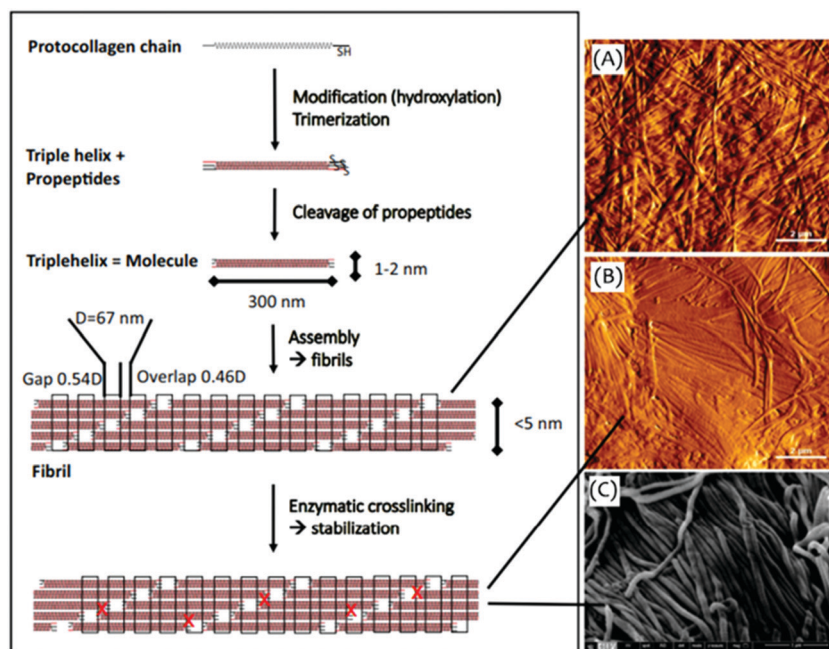 Protocollagen chain
SH
Modification (hydroxylation)
Trimerization
Triple helix +
Propeptides
S
S
S
Cleavage of propeptides
Triplehelix = Molecule
1-2 nm
300 nm
D=67 nm
Assembly
→ fibrils
Gap 0.54D
Overlap 0.46D
<5 nm
Fibril
Enzymatic crosslinking
→ stabilization
X
X
X
X
X
(A)
2 µm
(B)
2 µm
(C)